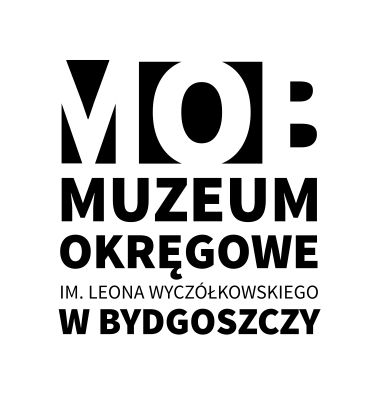 MOB
MUZEUM
OKRĘGOWE
IM. LEONA WYCZÓŁKOWSKIEGO
W BYDGOSZCZY